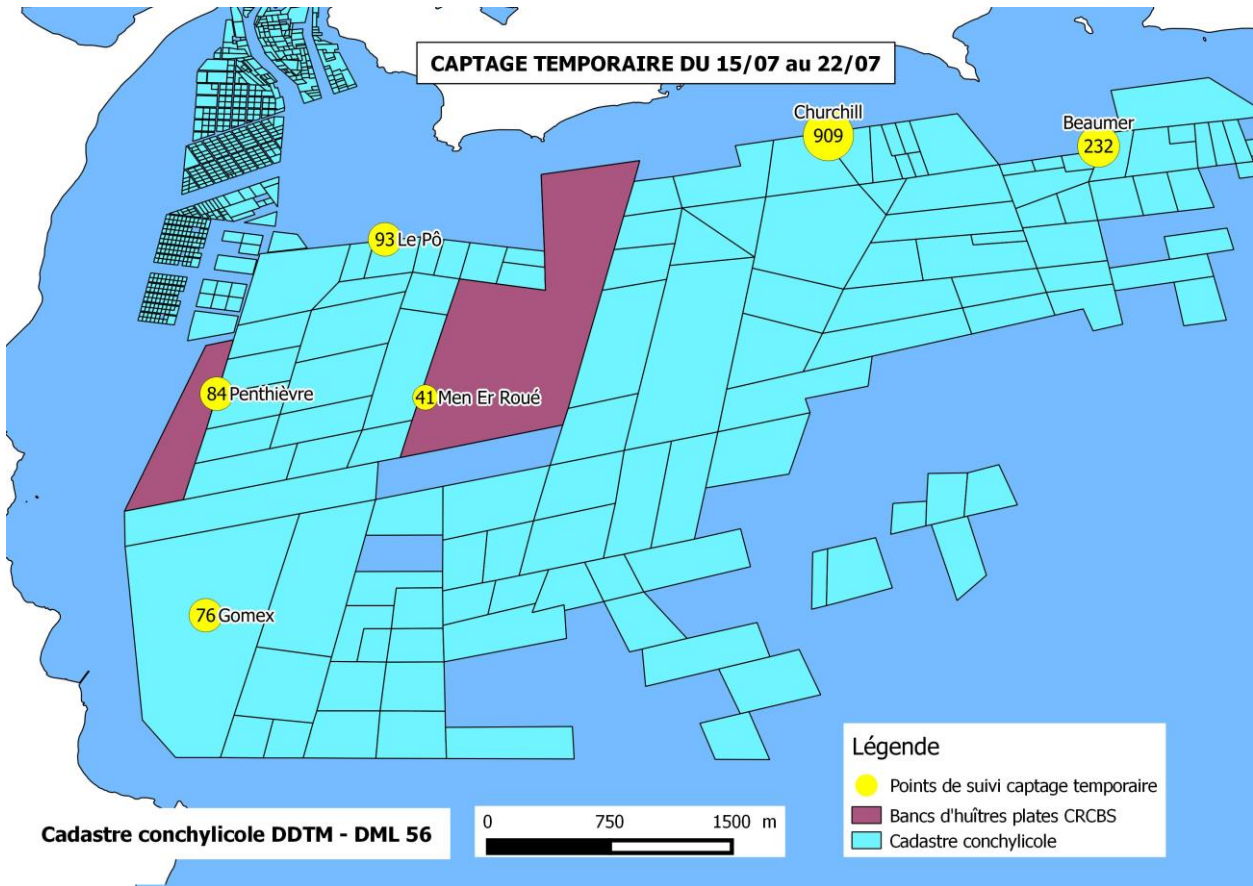 CAPTAGE TEMPORAIRE DU 15/07 au 22/07
Churchill
909
Beaumer
232
93 Le Pô
84 Penthièvre
41 Men Er Roué
76 Gomex
Légende
Points de suivi captage temporaire
Bancs d'huîtres plates CRCBS
Cadastre conchylicole
Cadastre conchylicole DDTM - DML 56
0 750 1500 m